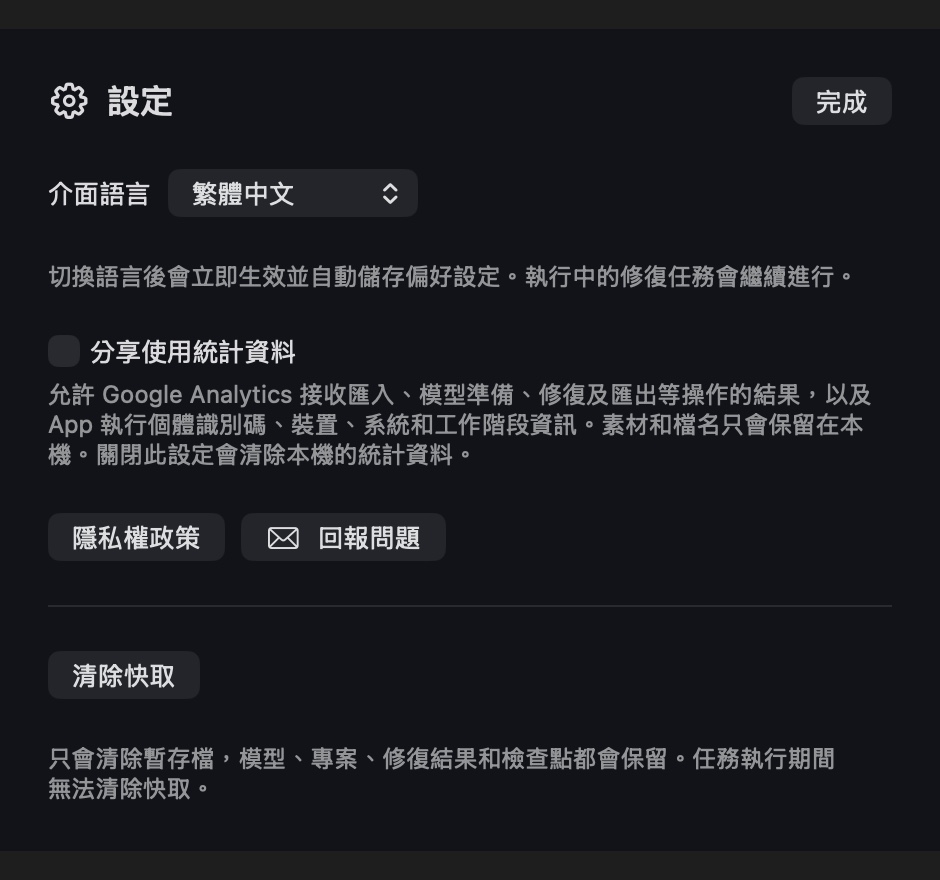 設定
完成
介面語言
繁體中文
切換語言後會立即生效並自動儲存偏好設定。執行中的修復任務會繼續進行。
分享使用統計資料
允許 Google Analytics 接收匯入、模型準備、修復及匯出等操作的結果，以及
App 執行個體識別碼、裝置、系統和工作階段資訊。素材和檔名只會保留在本
機。關閉此設定會清除本機的統計資料。
隱私權政策
回報問題
清除快取
只會清除暫存檔，模型、專案、修復結果和檢查點都會保留。任務執行期間
無法清除快取。